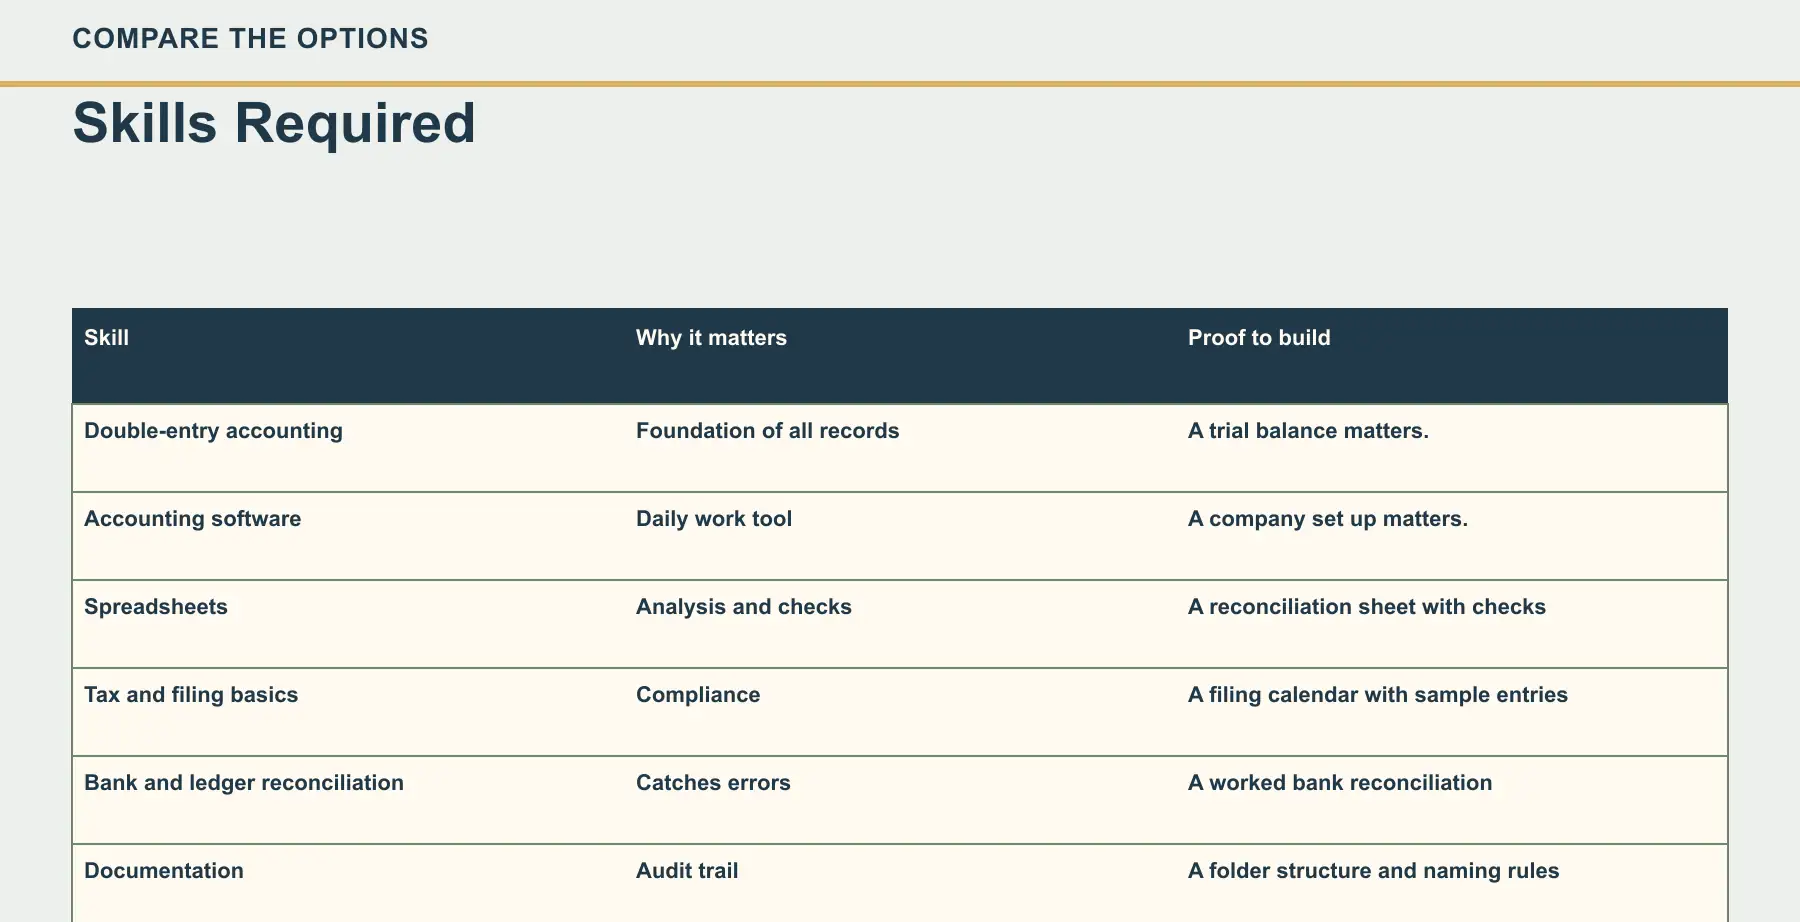 COMPARE THE OPTIONS
Skills Required
Skill Why it matters Proof to build
Double-entry accounting Foundation of all records A trial balance matters.
Accounting software Daily work tool A company set up matters.
Spreadsheets Analysis and checks A reconciliation sheet with checks
Tax and filing basics Compliance A filing calendar with sample entries
Bank and ledger reconciliation Catches errors A worked bank reconciliation
Documentation Audit trail A folder structure and naming rules